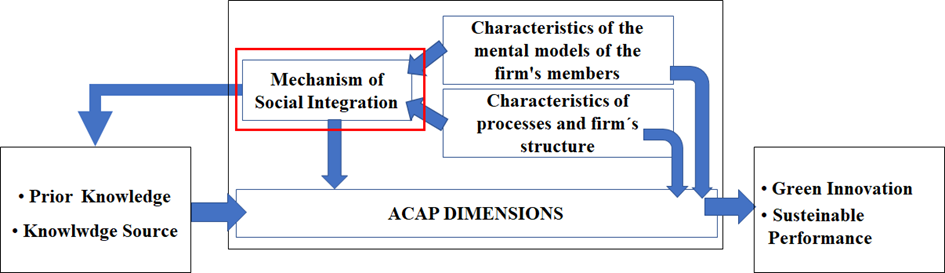 Characteristics of the
mental models of the
firm's members
Mechanism of
Social Integration
Characteristics of
processes and firm´s
structure
• Prior Knowledge
• Knowlwdge Source
ACAP DIMENSIONS
• Green Innovation
• Susteinable
Performance